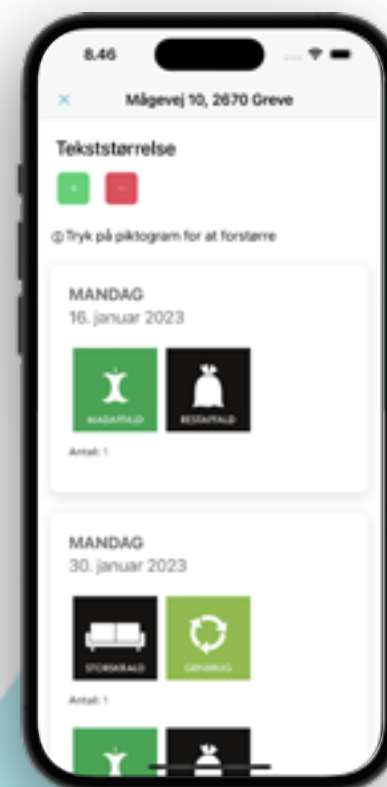 8.46
Mågevej 10, 2670 Greve
Tekststørrelse
+ -
Tryk på piktogram for at forstørre
MANDAG
16. januar 2023
MADAFFALD RESTAFFALD
Antal: 1
MANDAG
30. januar 2023
STORSKRALD GENBRUG
Antal: 1